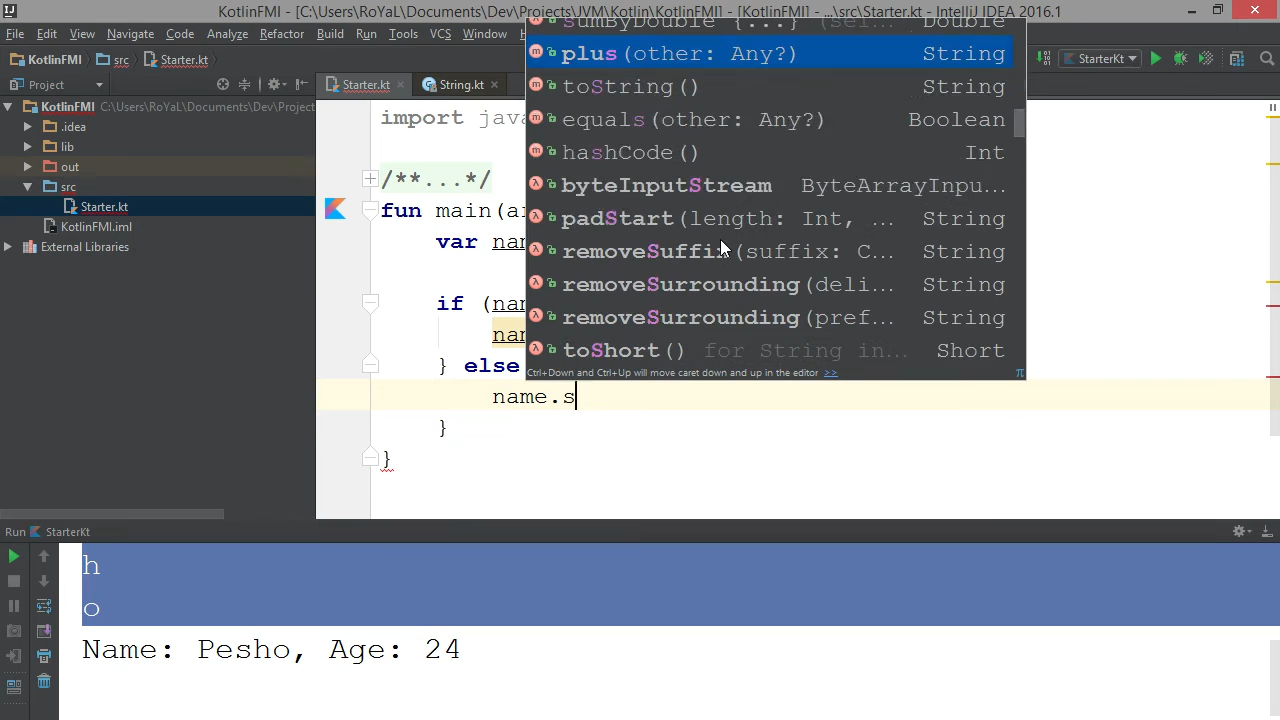 KotlinFMI - [C:\Users\RoYaL\Documents\Dev\Projects\JVM\Kotlin\KotlinFMI] - [KotlinFMI] - ...\src\Starter.kt - IntelliJ IDEA 2016.1
File Edit View Navigate Code Analyze Refactor Build Run Tools VCS Window
KotlinFMI src Starter.kt StarterKt
Project Starter.kt String.kt
KotlinFMI C:\Users\RoYaL\Documents\Dev\Project
.idea
lib
out
src
Starter.kt
KotlinFMI.iml
External Libraries
import java
/**...*/
fun main(ar
var nam
if (nam
nam
} else
name.s
}
}
sumByDouble {...} (sel... Double
plus(other: Any?) String
toString() String
equals(other: Any?) Boolean
hashCode() Int
byteInputStream ByteArrayInpu...
padStart(length: Int, ... String
removeSuffix(suffix: C... String
removeSurrounding(deli... String
removeSurrounding(pref... String
toShort() for String in... Short
Ctrl+Down and Ctrl+Up will move caret down and up in the editor >> π
Run StarterKt
h
o
Name: Pesho, Age: 24